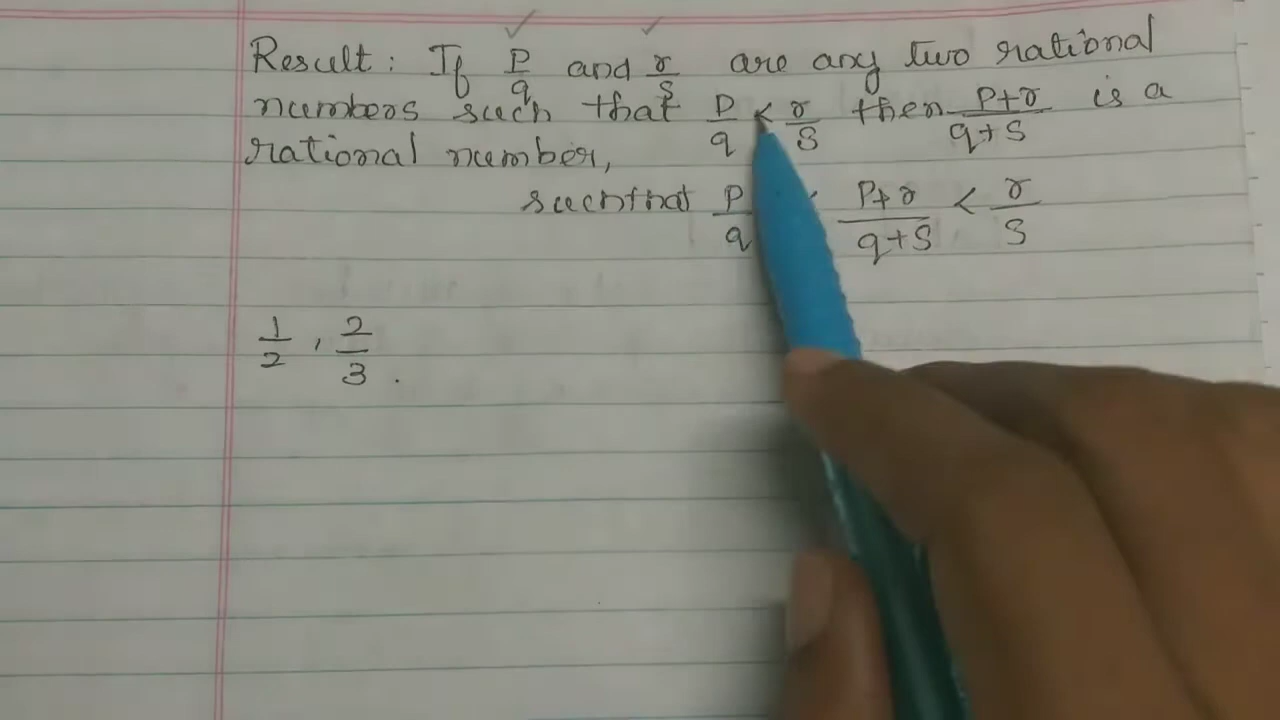 Result: If P/q and r/s are any two rational
numbers such that P/q < r/s then P+r/q+s is a
rational number,
such that P/q P+r/q+s < r/s
1/2 , 2/3 .